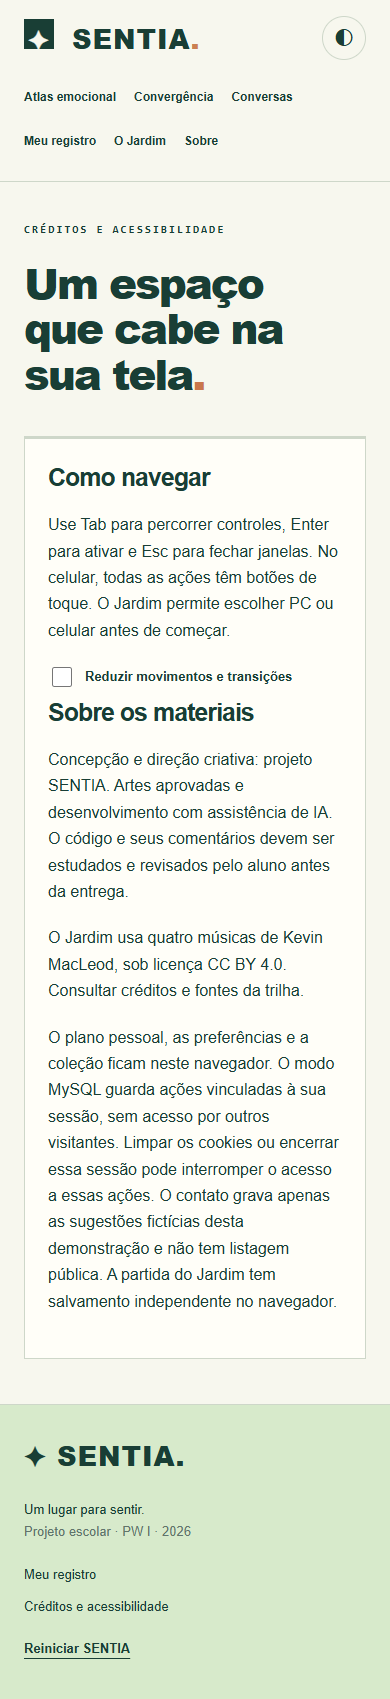 SENTIA.
Atlas emocional Convergência Conversas
Meu registro O Jardim Sobre
CRÉDITOS E ACESSIBILIDADE
Um espaço
que cabe na
sua tela.
Como navegar
Use Tab para percorrer controles, Enter
para ativar e Esc para fechar janelas. No
celular, todas as ações têm botões de
toque. O Jardim permite escolher PC ou
celular antes de começar.
Reduzir movimentos e transições
Sobre os materiais
Concepção e direção criativa: projeto
SENTIA. Artes aprovadas e
desenvolvimento com assistência de IA.
O código e seus comentários devem ser
estudados e revisados pelo aluno antes
da entrega.
O Jardim usa quatro músicas de Kevin
MacLeod, sob licença CC BY 4.0.
Consultar créditos e fontes da trilha.
O plano pessoal, as preferências e a
coleção ficam neste navegador. O modo
MySQL guarda ações vinculadas à sua
sessão, sem acesso por outros
visitantes. Limpar os cookies ou encerrar
essa sessão pode interromper o acesso
a essas ações. O contato grava apenas
as sugestões fictícias desta
demonstração e não tem listagem
pública. A partida do Jardim tem
salvamento independente no navegador.
SENTIA.
Um lugar para sentir.
Projeto escolar · PW I · 2026
Meu registro
Créditos e acessibilidade
Reiniciar SENTIA